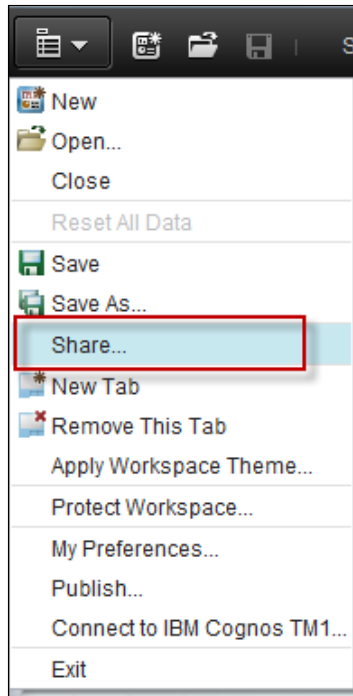 S
New
Open...
Close
Reset All Data
Save
Save As...
Share...
New Tab
Remove This Tab
Apply Workspace Theme...
Protect Workspace...
My Preferences...
Publish...
Connect to IBM Cognos TM1...
Exit